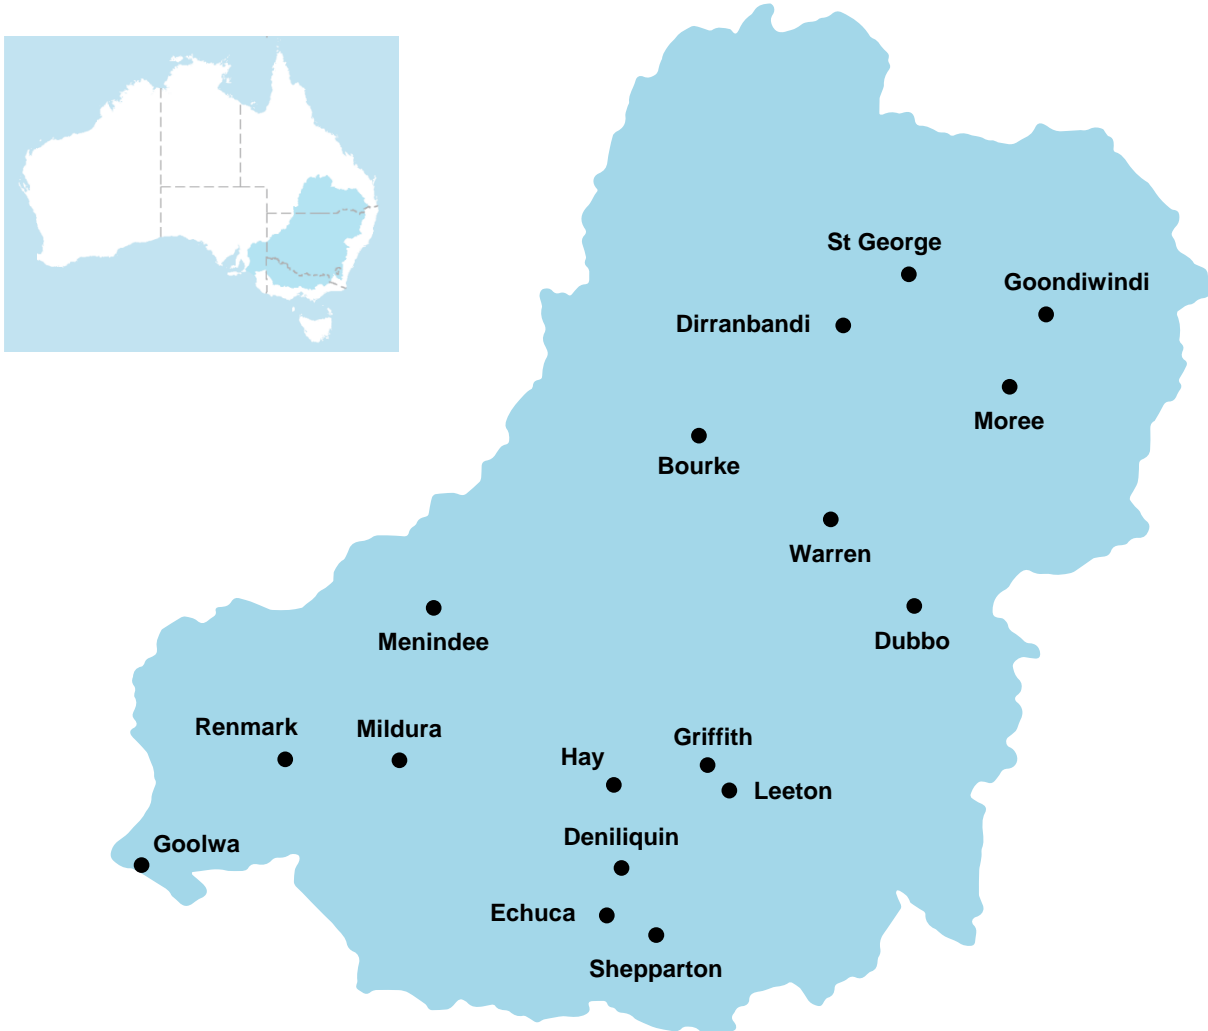 St George
Goondiwindi
Dirranbandi
Moree
Bourke
Warren
Dubbo
Menindee
Renmark
Mildura
Griffith
Hay
Leeton
Deniliquin
Goolwa
Echuca
Shepparton